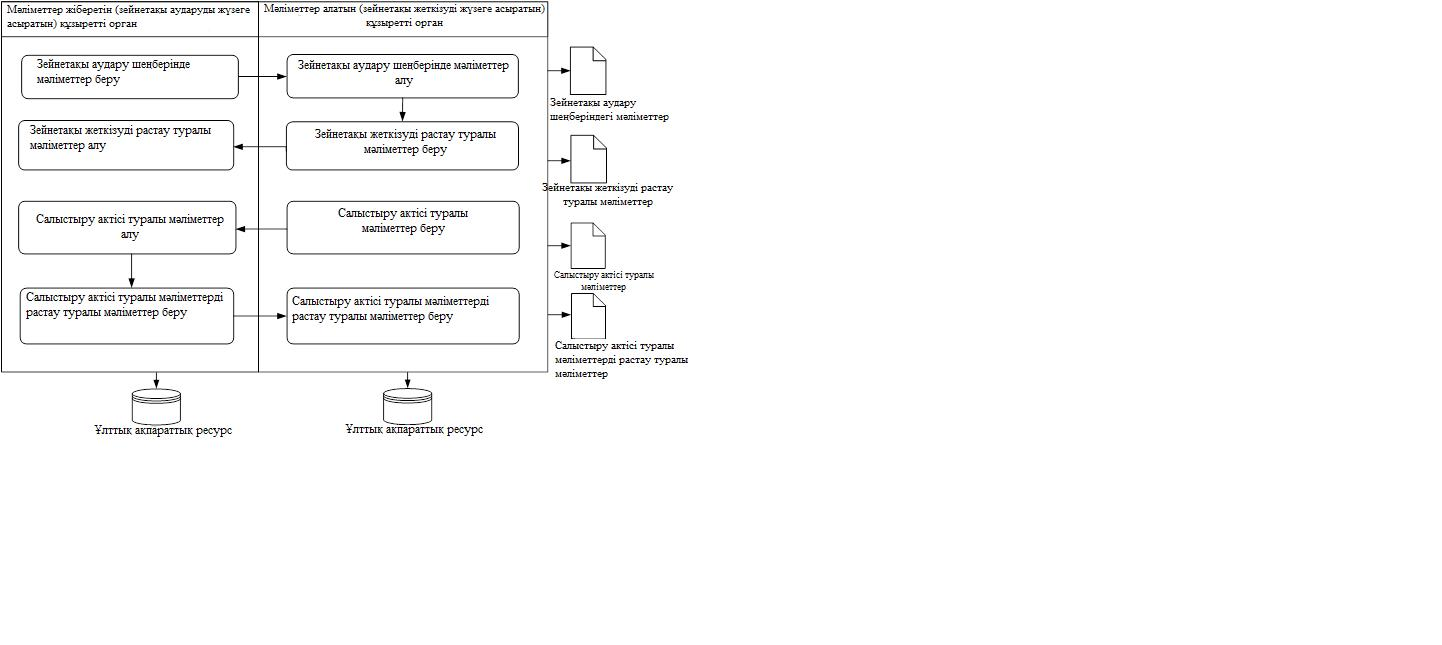 Мәліметтер жіберетін (зейнетақы аударуды жүзеге
асыратын) құзыретті орган
Мәліметтер алатын (зейнетақы жеткізуді жүзеге асыратын)
құзыретті орган
Зейнетақы аудару шеңберінде
мәліметтер беру
Зейнетақы аудару шеңберінде мәліметтер
алу
Зейнетақы аудару
шеңберіндегі мәліметтер
Зейнетақы жеткізуді растау туралы
мәліметтер алу
Зейнетақы жеткізуді растау туралы
мәліметтер беру
Зейнетақы жеткізуді растау
туралы мәліметтер
Салыстыру актісі туралы мәліметтер
алу
Салыстыру актісі туралы
мәліметтер беру
Салыстыру актісі туралы
мәліметтер
Салыстыру актісі туралы мәліметтерді
растау туралы мәліметтер беру
Салыстыру актісі туралы мәліметтерді
растау туралы мәліметтер беру
Салыстыру актісі туралы
мәліметтерді растау туралы
мәліметтер
Ұлттық ақпараттық ресурс
Ұлттық ақпараттық ресурс